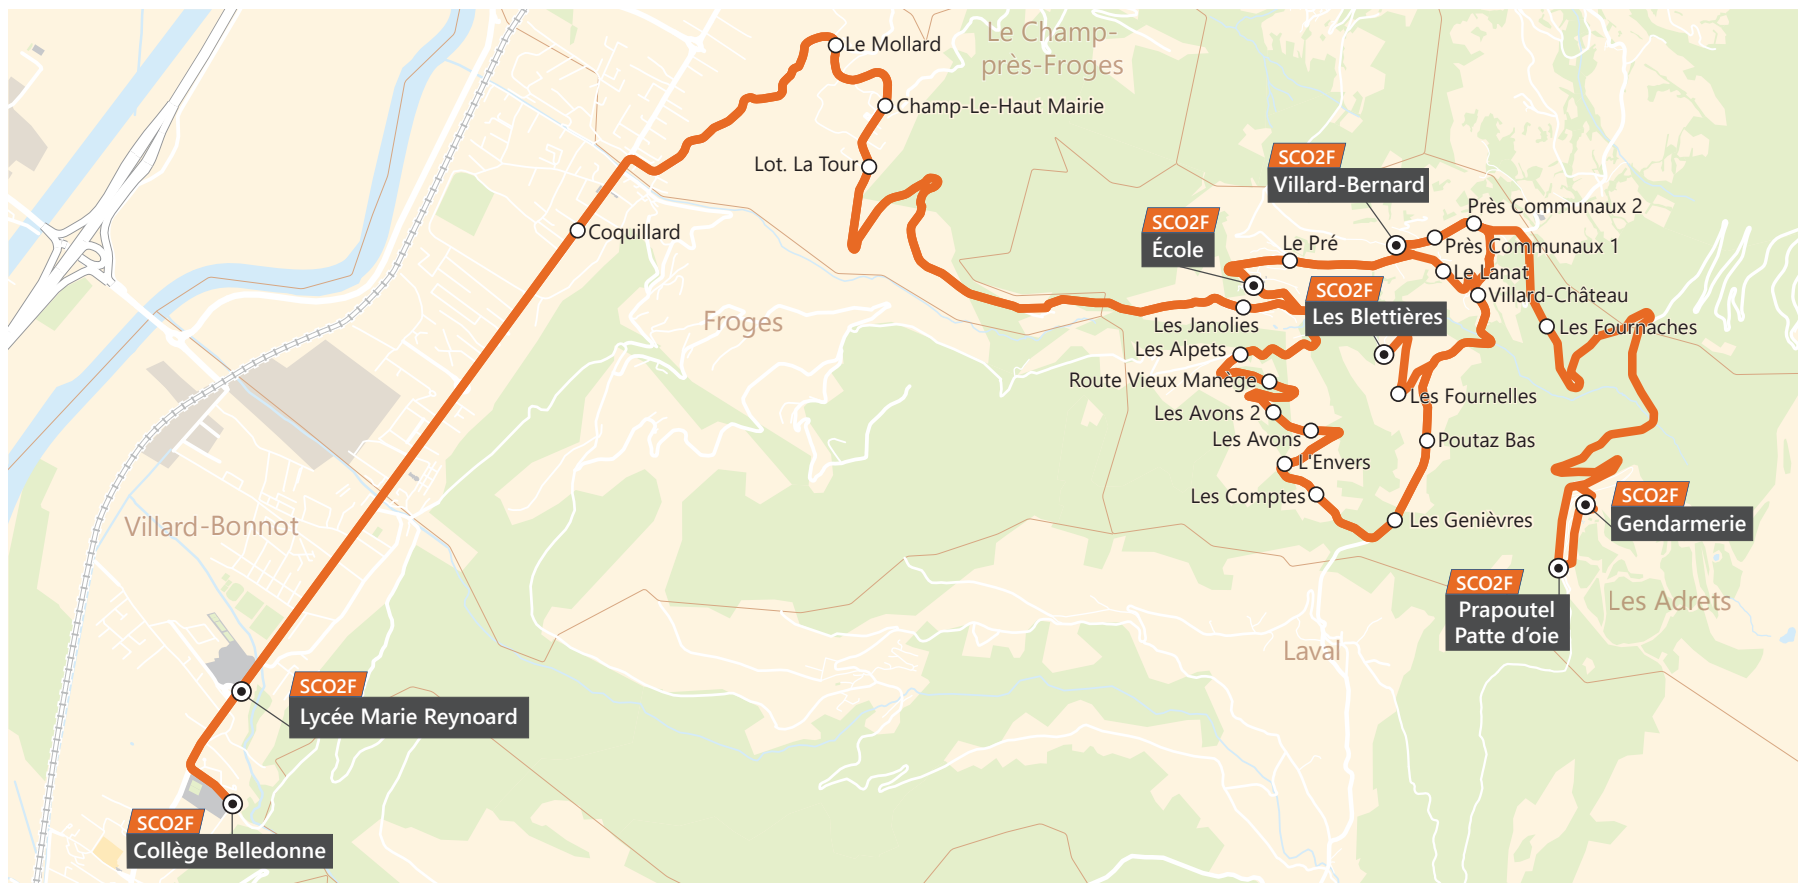 Le Mollard
Le Champ-
près-Froges
Champ-Le-Haut Mairie
Lot. La Tour
Coquillard
SCO2F
Villard-Bernard
SCO2F
École
Le Pré
Près Communaux 2
Près Communaux 1
Le Lanat
SCO2F
Les Blettières
Villard-Château
Les Fournaches
Les Janolies
Les Alpets
Route Vieux Manège
Les Avons 2
Les Avons
L'Envers
Les Comptes
Les Genièvres
Poutaz Bas
Les Fournelles
Froges
Villard-Bonnot
SCO2F
Gendarmerie
SCO2F
Prapoutel
Patte d'oie
Les Adrets
Laval
SCO2F
Lycée Marie Reynoard
SCO2F
Collège Belledonne